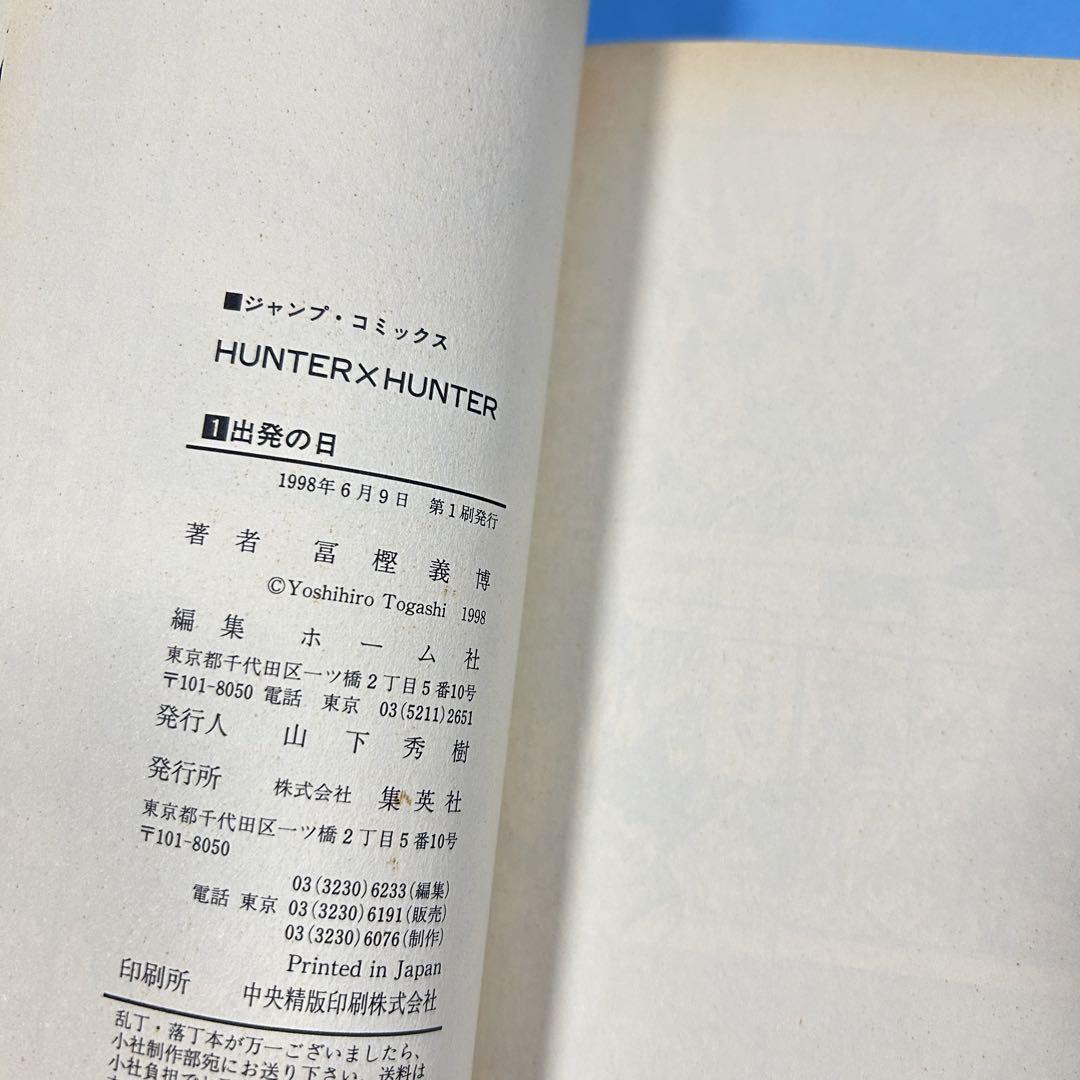 ■ジャンプ・コミックス
HUNTER×HUNTER
1出発の日
1998年6月9日 第1刷発行
著者 冨樫義博
©Yoshihiro Togashi 1998
編集 ホーム社
東京都千代田区一ツ橋2丁目5番10号
〒101-8050 電話 東京 03(5211)2651
発行人 山下秀樹
発行所 株式会社 集英社
東京都千代田区一ツ橋2丁目5番10号
〒101-8050
03(3230)6233(編集)
電話 東京 03(3230)6191(販売)
03(3230)6076(制作)
Printed in Japan
印刷所 中央精版印刷株式会社
乱丁・落丁本が万一ございましたら、
小社制作部宛にお送り下さい。送料は
小社負担で